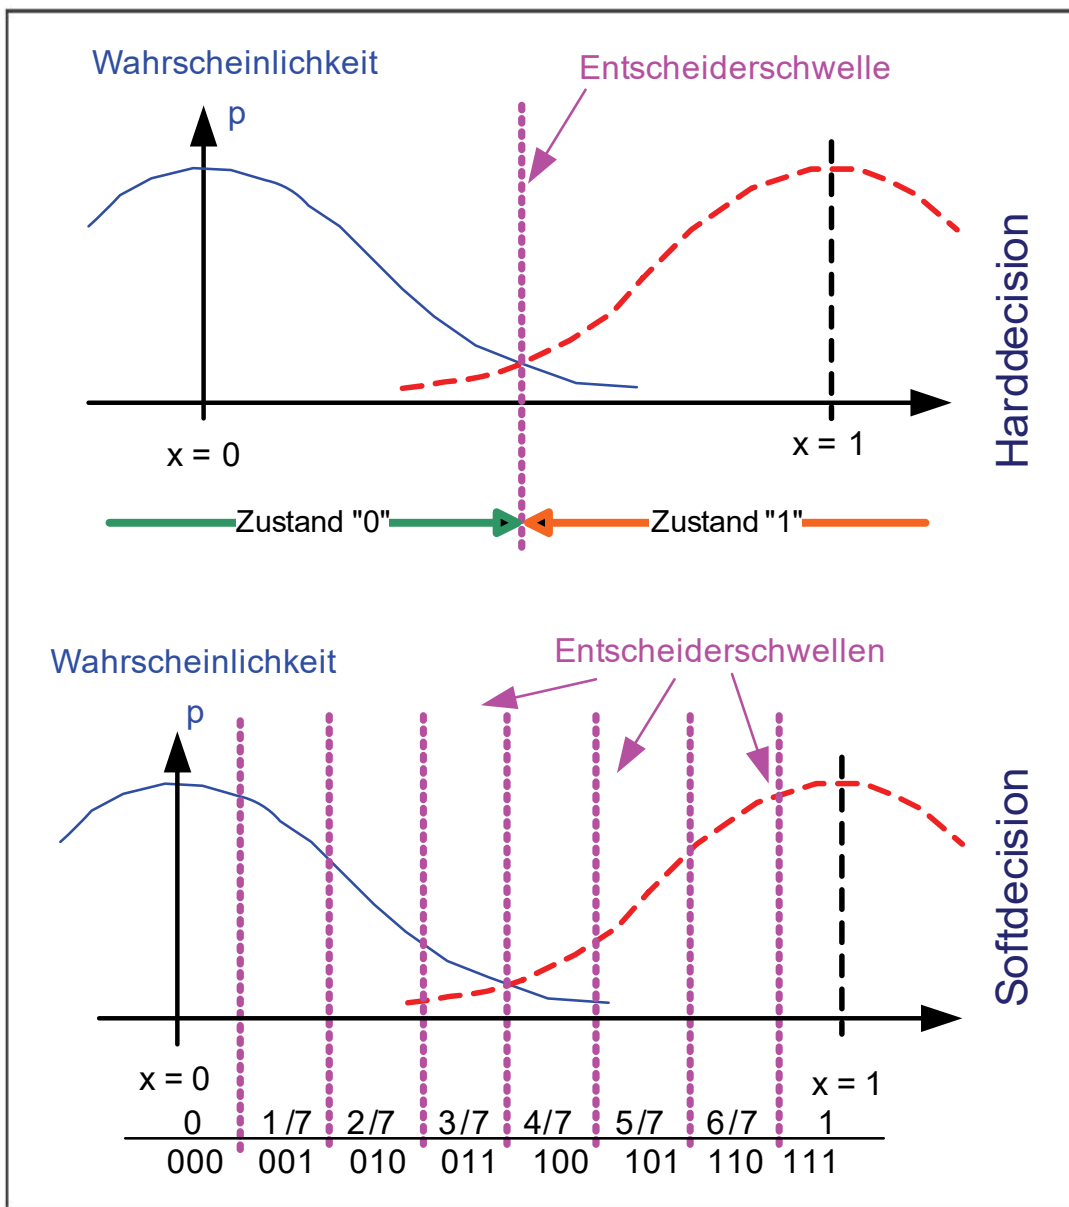 Wahrscheinlichkeit
Entscheiderschwelle
p
x = 0
x = 1
Zustand "0"
Zustand "1"
Harddecision
Wahrscheinlichkeit
Entscheiderschwellen
p
x = 0
x = 1
0 1/7 2/7 3/7 4/7 5/7 6/7 1
000 001 010 011 100 101 110 111
Softdecision